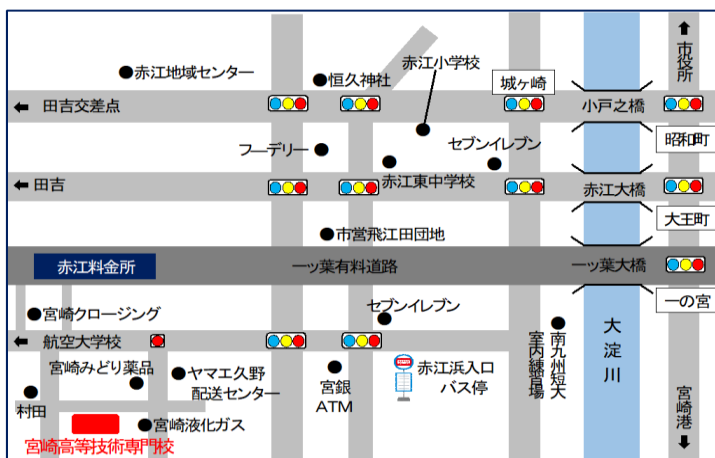 市役所
赤江地域センター
恒久神社
赤江小学校
城ヶ崎
田吉交差点
小戸之橋
昭和町
フーデリー
セブンイレブン
赤江東中学校
田吉
赤江大橋
大王町
市営飛江田団地
赤江料金所
一ッ葉有料道路
一ッ葉大橋
一の宮
宮崎クロージング
セブンイレブン
航空大学校
宮崎みどり薬品
ヤマエ久野
配送センター
宮銀
ATM
赤江浜入口
バス停
南九州短大
室内練習場
大淀川
宮崎港
村田
宮崎液化ガス
宮崎高等技術専門校